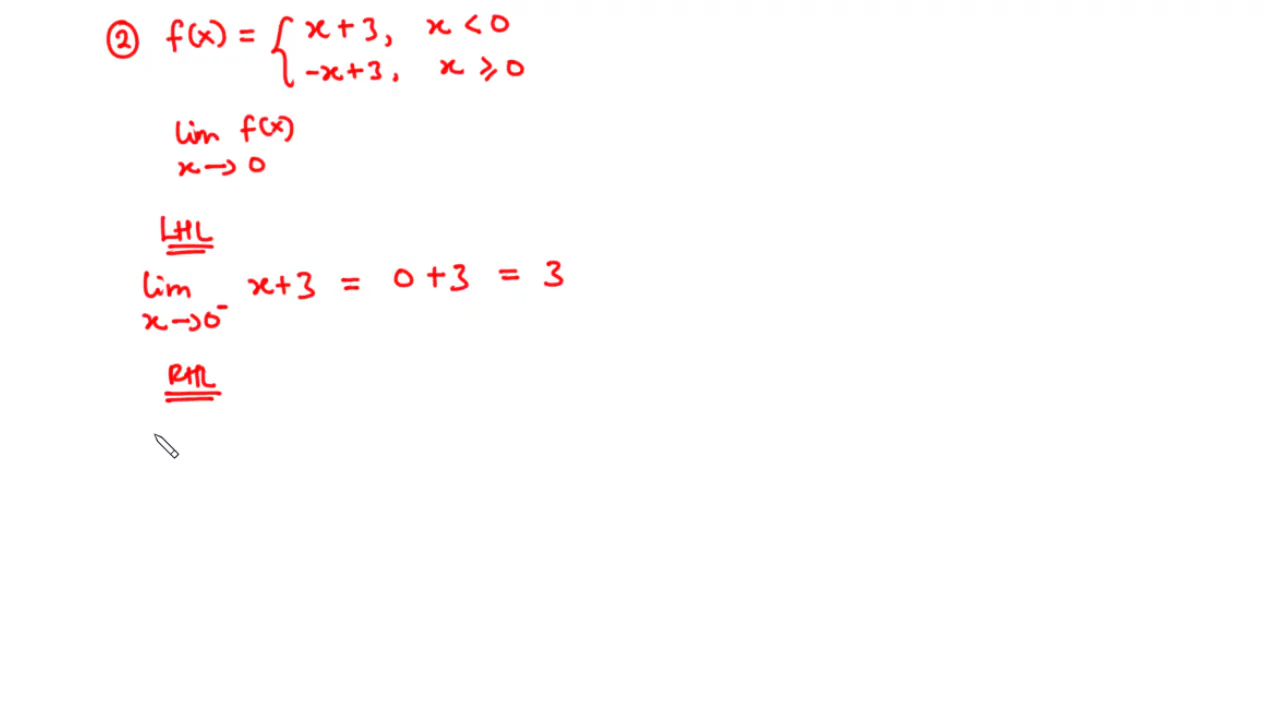 ② f(x) = { x + 3, x < 0
-x + 3, x ⩾ 0
lim f(x)
x → 0
LHL
lim x + 3 = 0 + 3 = 3
x → 0⁻
RHL